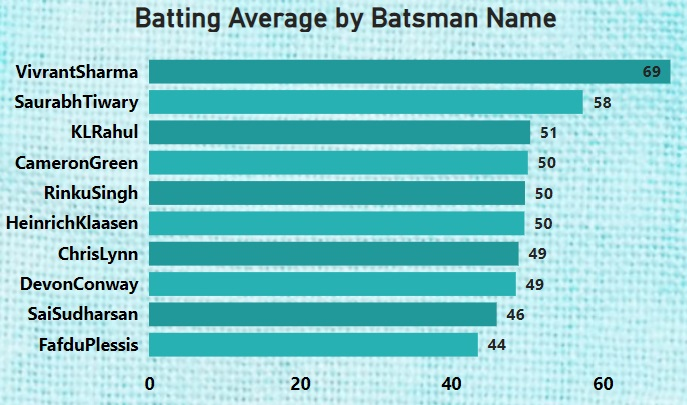 Batting Average by Batsman Name
VivrantSharma 69
SaurabhTiwary 58
KLRahul 51
CameronGreen 50
RinkuSingh 50
HeinrichKlaasen 50
ChrisLynn 49
DevonConway 49
SaiSudharsan 46
FafduPlessis 44
0 20 40 60